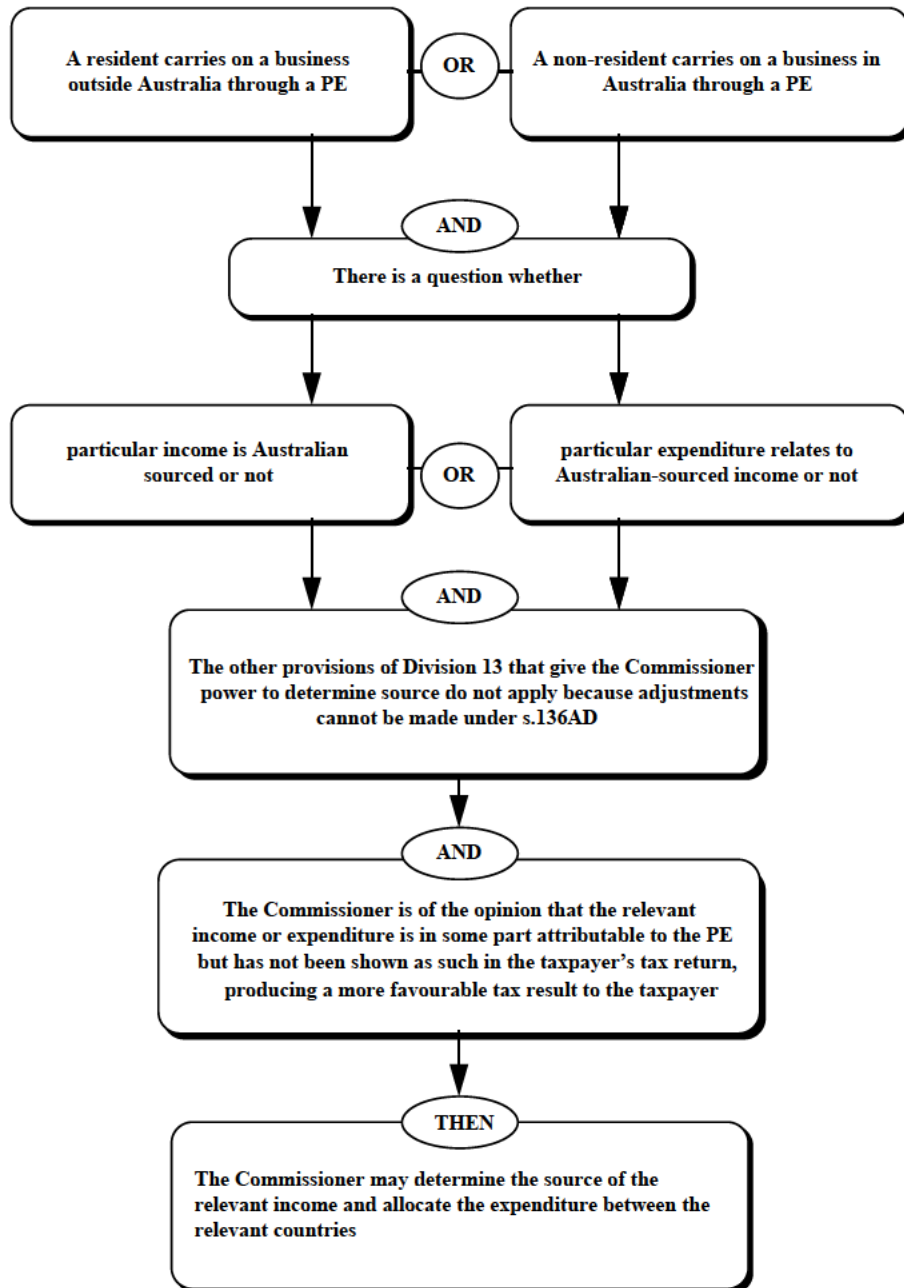 A resident carries on a business
outside Australia through a PE
OR
A non-resident carries on a business in
Australia through a PE
AND
There is a question whether
particular income is Australian
sourced or not
OR
particular expenditure relates to
Australian-sourced income or not
AND
The other provisions of Division 13 that give the Commissioner
power to determine source do not apply because adjustments
cannot be made under s.136AD
AND
The Commissioner is of the opinion that the relevant
income or expenditure is in some part attributable to the PE
but has not been shown as such in the taxpayer's tax return,
producing a more favourable tax result to the taxpayer
THEN
The Commissioner may determine the source of the
relevant income and allocate the expenditure between the
relevant countries